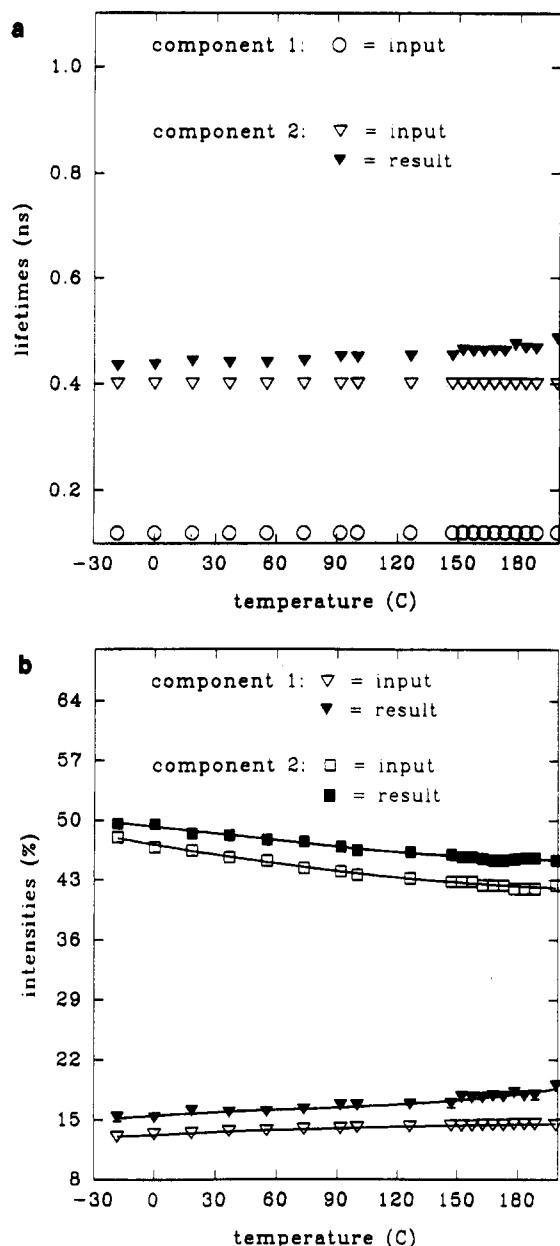 a
component 1: ○ = input
component 2: ▽ = input
▼ = result
1.0
0.8
0.6
0.4
0.2
lifetimes (ns)
-30 0 30 60 90 120 150 180
temperature (C)
b
component 1: ▽ = input
▼ = result
component 2: □ = input
■ = result
64
57
50
43
36
29
22
15
8
intensities (%)
-30 0 30 60 90 120 150 180
temperature (C)